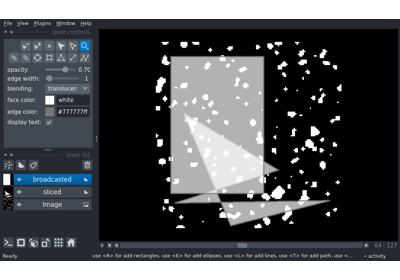 File View Plugins Window Help
layer controls
opacity: 0.70
edge width: 1
blending: translucen
face color: white
edge color: #777777ff
display text:
layer list
broadcasted
sliced
Image
0 64 127
Ready use <R> for add rectangles, use <E> for add ellipses, use <L> for add lines, use <T> for add path, use <... activity